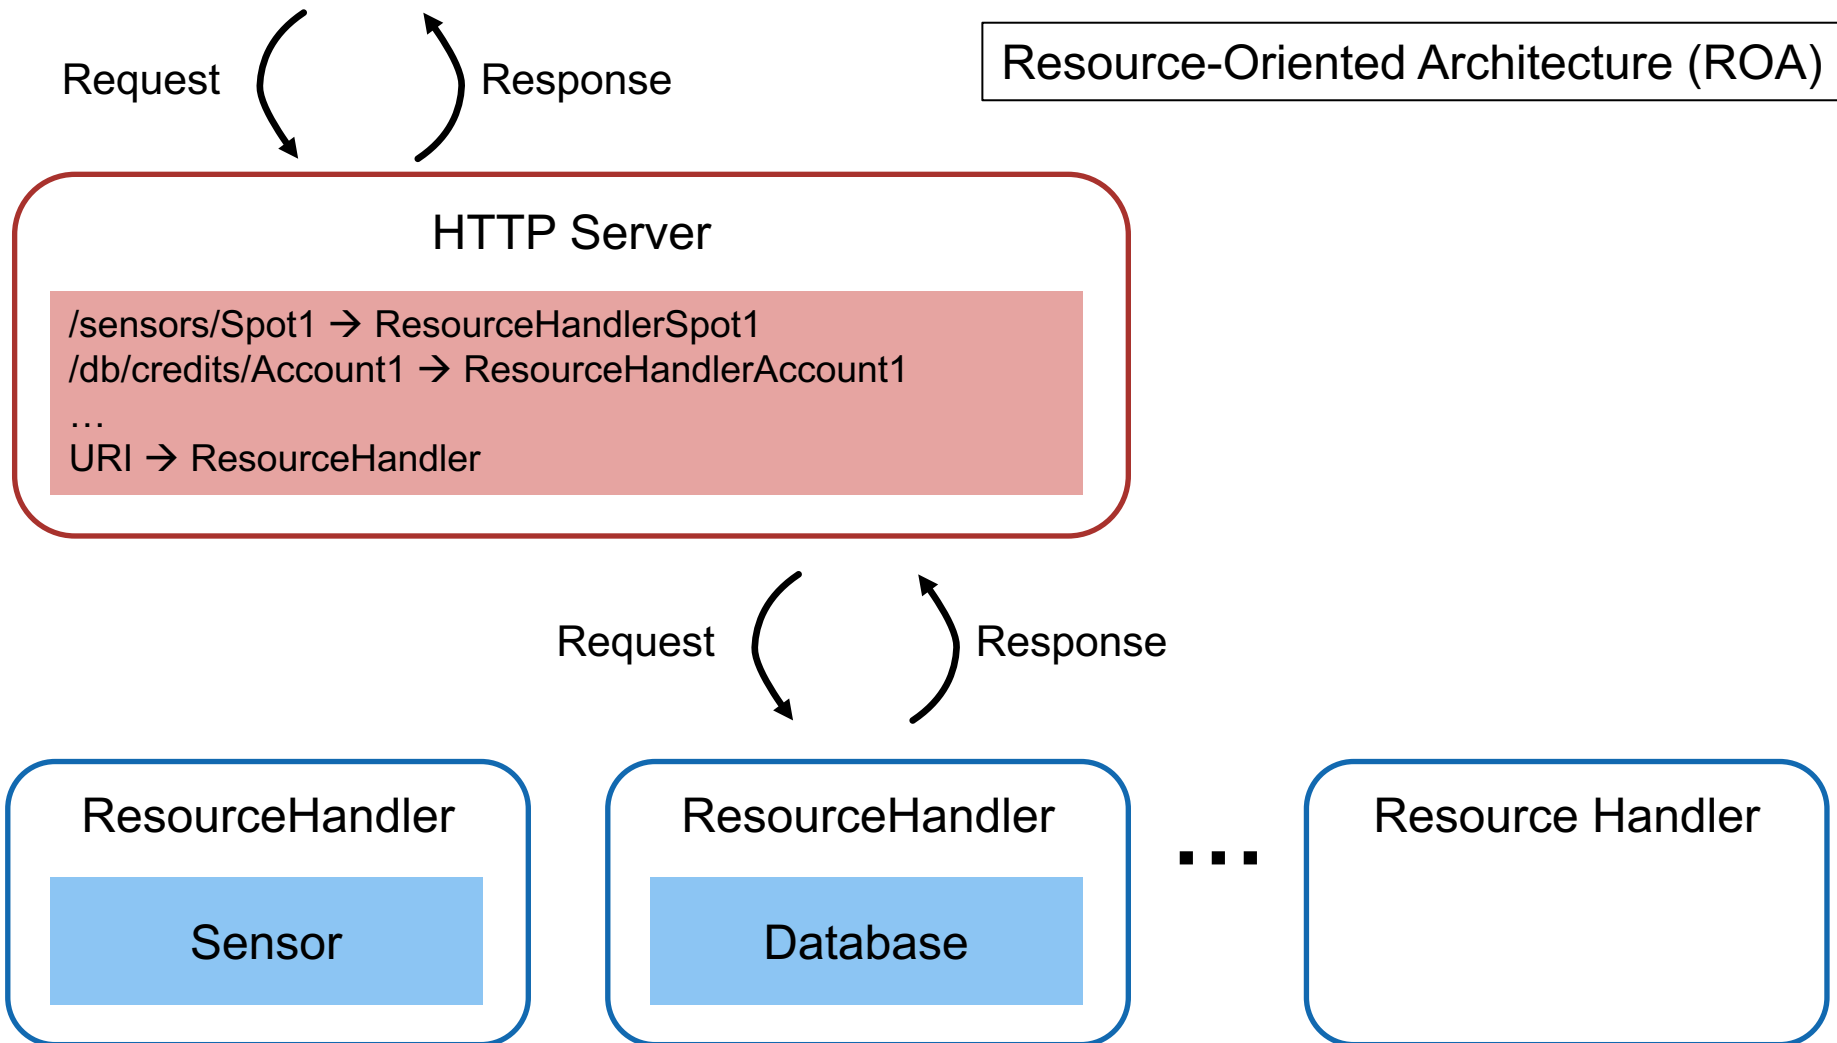 Request
Response
Resource-Oriented Architecture (ROA)
HTTP Server
/sensors/Spot1 → ResourceHandlerSpot1
/db/credits/Account1 → ResourceHandlerAccount1
…
URI → ResourceHandler
Request
Response
ResourceHandler
Sensor
ResourceHandler
Database
...
Resource Handler